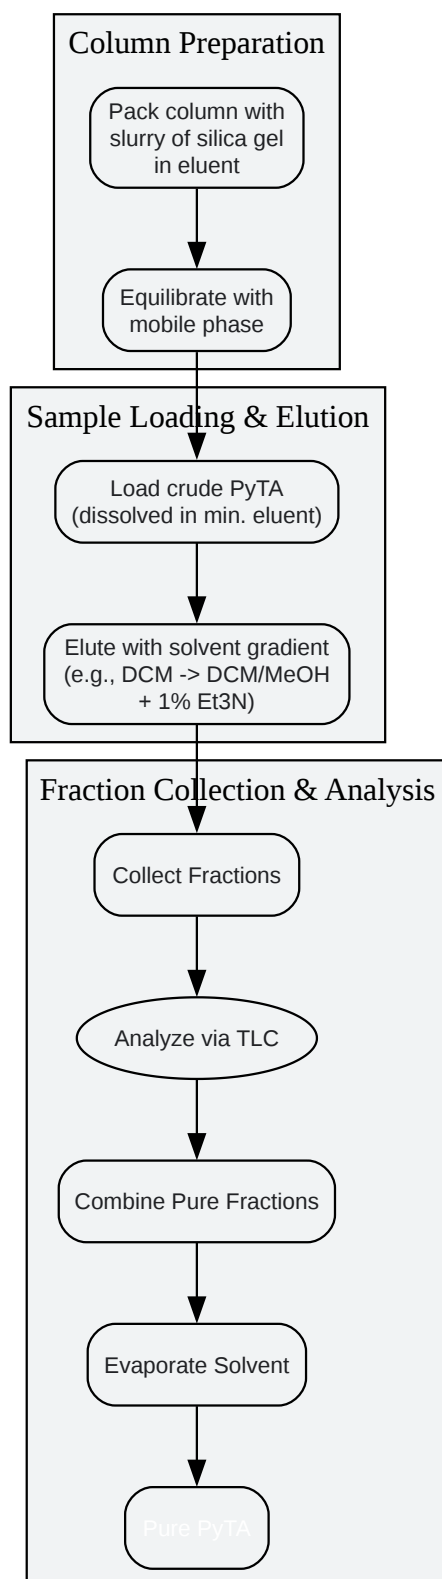 Column Preparation
Pack column with
slurry of silica gel
in eluent
Equilibrate with
mobile phase
Sample Loading & Elution
Load crude PyTA
(dissolved in min. eluent)
Elute with solvent gradient
(e.g., DCM -> DCM/MeOH
+ 1% Et3N)
Fraction Collection & Analysis
Collect Fractions
Analyze via TLC
Combine Pure Fractions
Evaporate Solvent
Pure PyTA